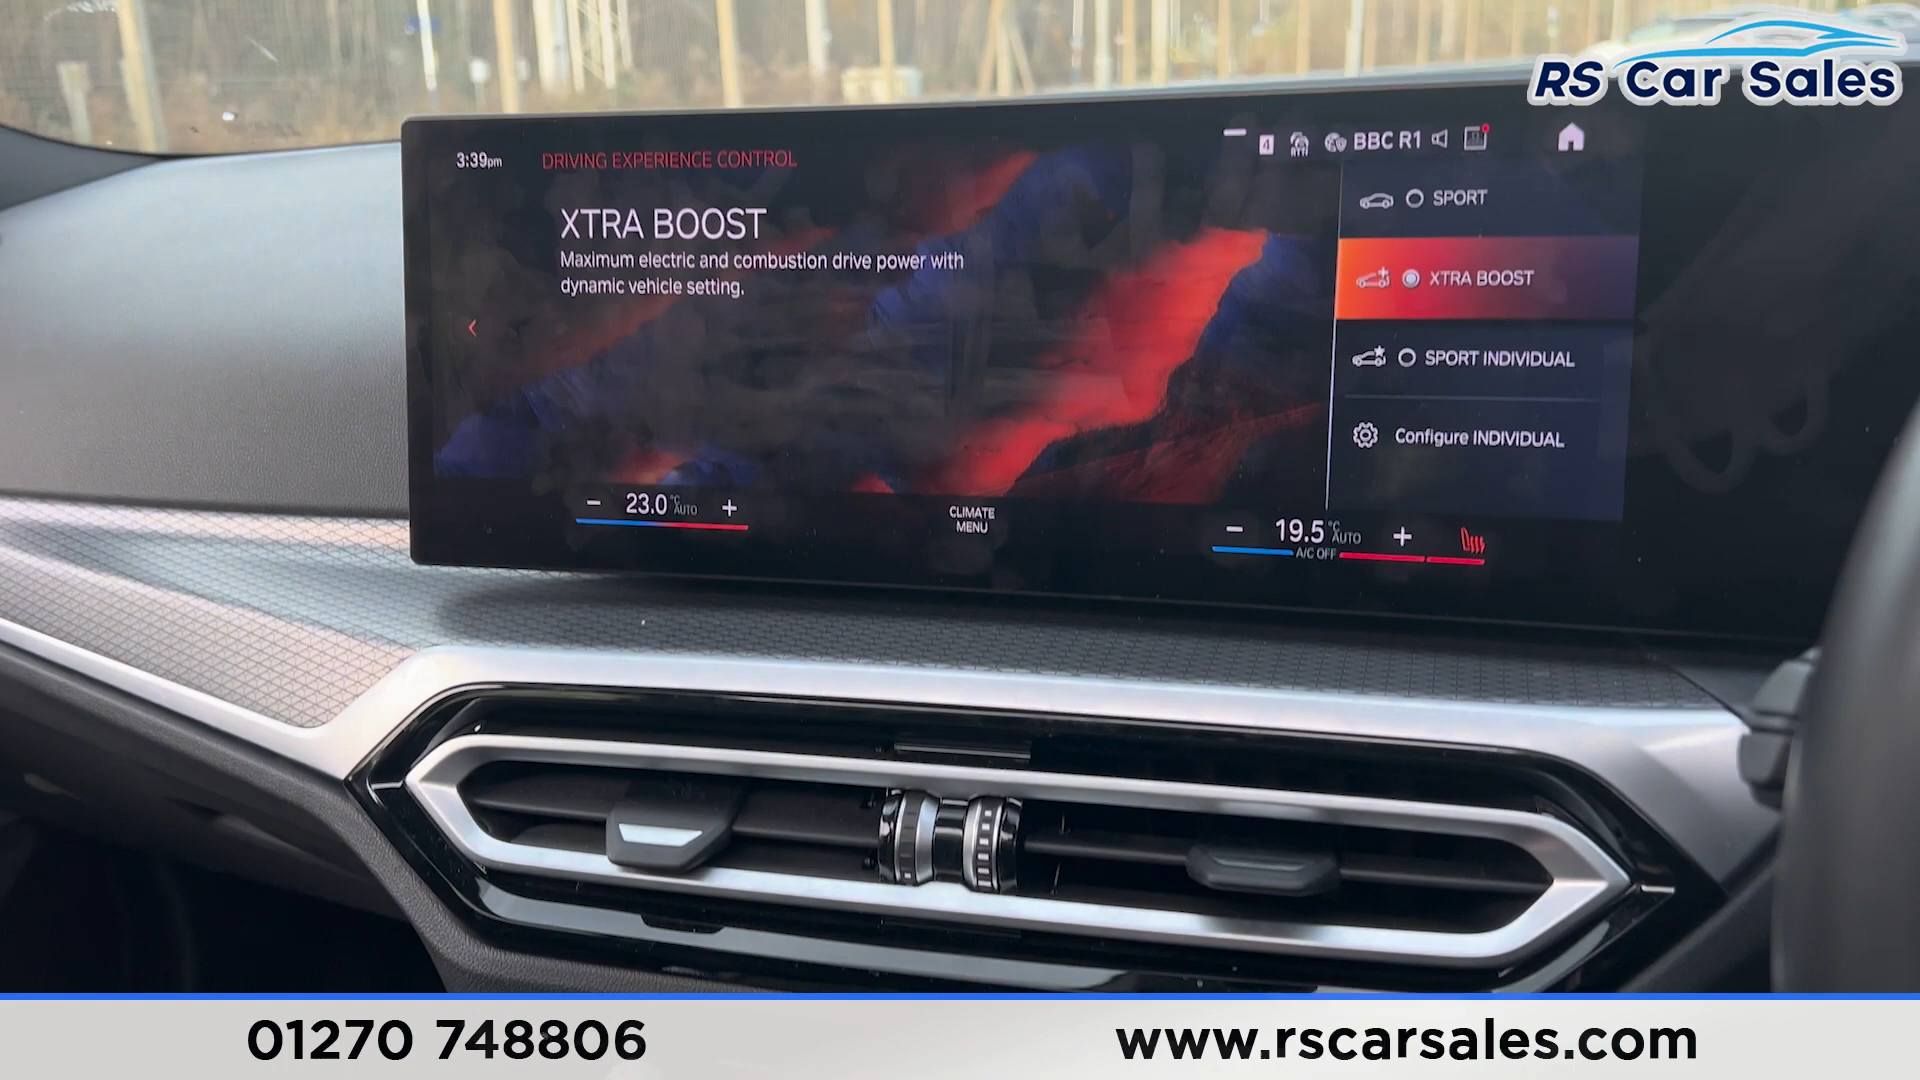 RS Car Sales
3:39pm
DRIVING EXPERIENCE CONTROL
4
RTTI
BBC R1
XTRA BOOST
Maximum electric and combustion drive power with
dynamic vehicle setting.
SPORT
XTRA BOOST
SPORT INDIVIDUAL
Configure INDIVIDUAL
− 23.0 °C AUTO +
CLIMATE
MENU
− 19.5 °C AUTO +
A/C OFF
01270 748806
www.rscarsales.com